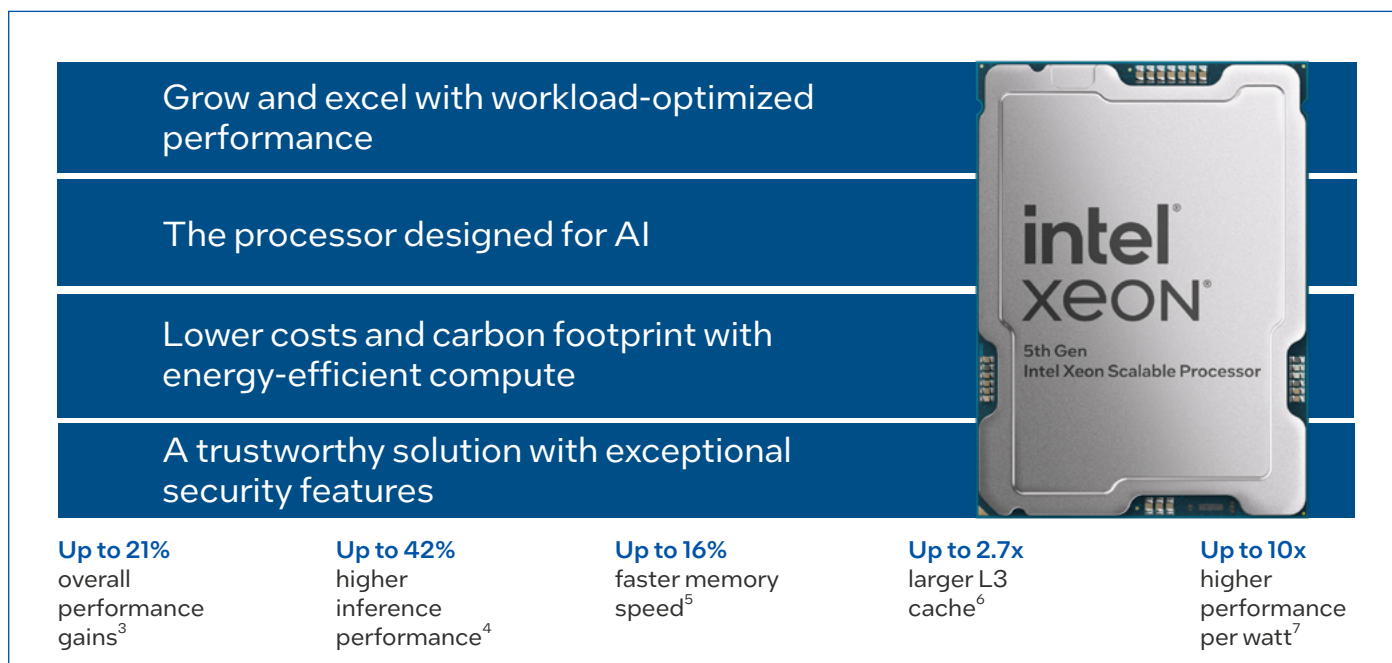 Grow and excel with workload-optimized
performance
The processor designed for AI
Lower costs and carbon footprint with
energy-efficient compute
A trustworthy solution with exceptional
security features
intel®
xeon®
5th Gen
Intel Xeon Scalable Processor
Up to 21%
overall
performance
gains³
Up to 42%
higher
inference
performance⁴
Up to 16%
faster memory
speed⁵
Up to 2.7x
larger L3
cache⁶
Up to 10x
higher
performance
per watt⁷